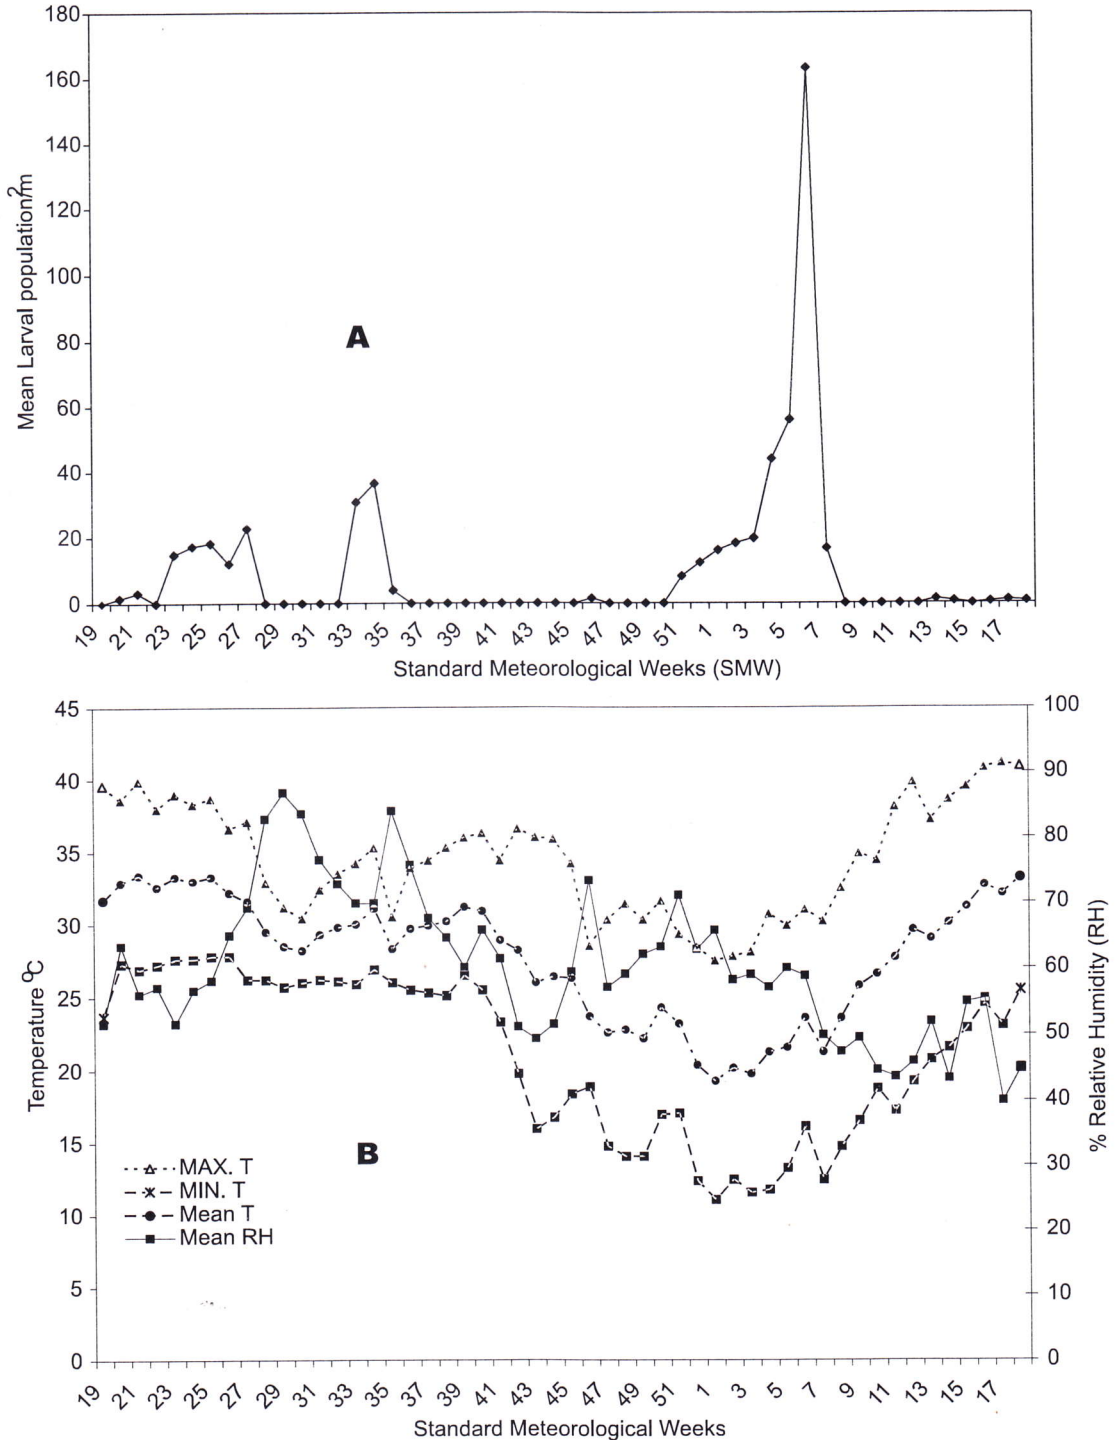 180
160
140
120
100
80
60
40
20
0
Mean Larval population/m2
A
19 21 23 25 27 29 31 33 35 37 39 41 43 45 47 49 51 1 3 5 7 9 11 13 15 17
Standard Meteorological Weeks (SMW)
45
40
35
30
25
20
15
10
5
0
Temperature °C
100
90
80
70
60
50
40
30
20
10
0
% Relative Humidity (RH)
B
MAX. T
MIN. T
Mean T
Mean RH
19 21 23 25 27 29 31 33 35 37 39 41 43 45 47 49 51 1 3 5 7 9 11 13 15 17
Standard Meteorological Weeks